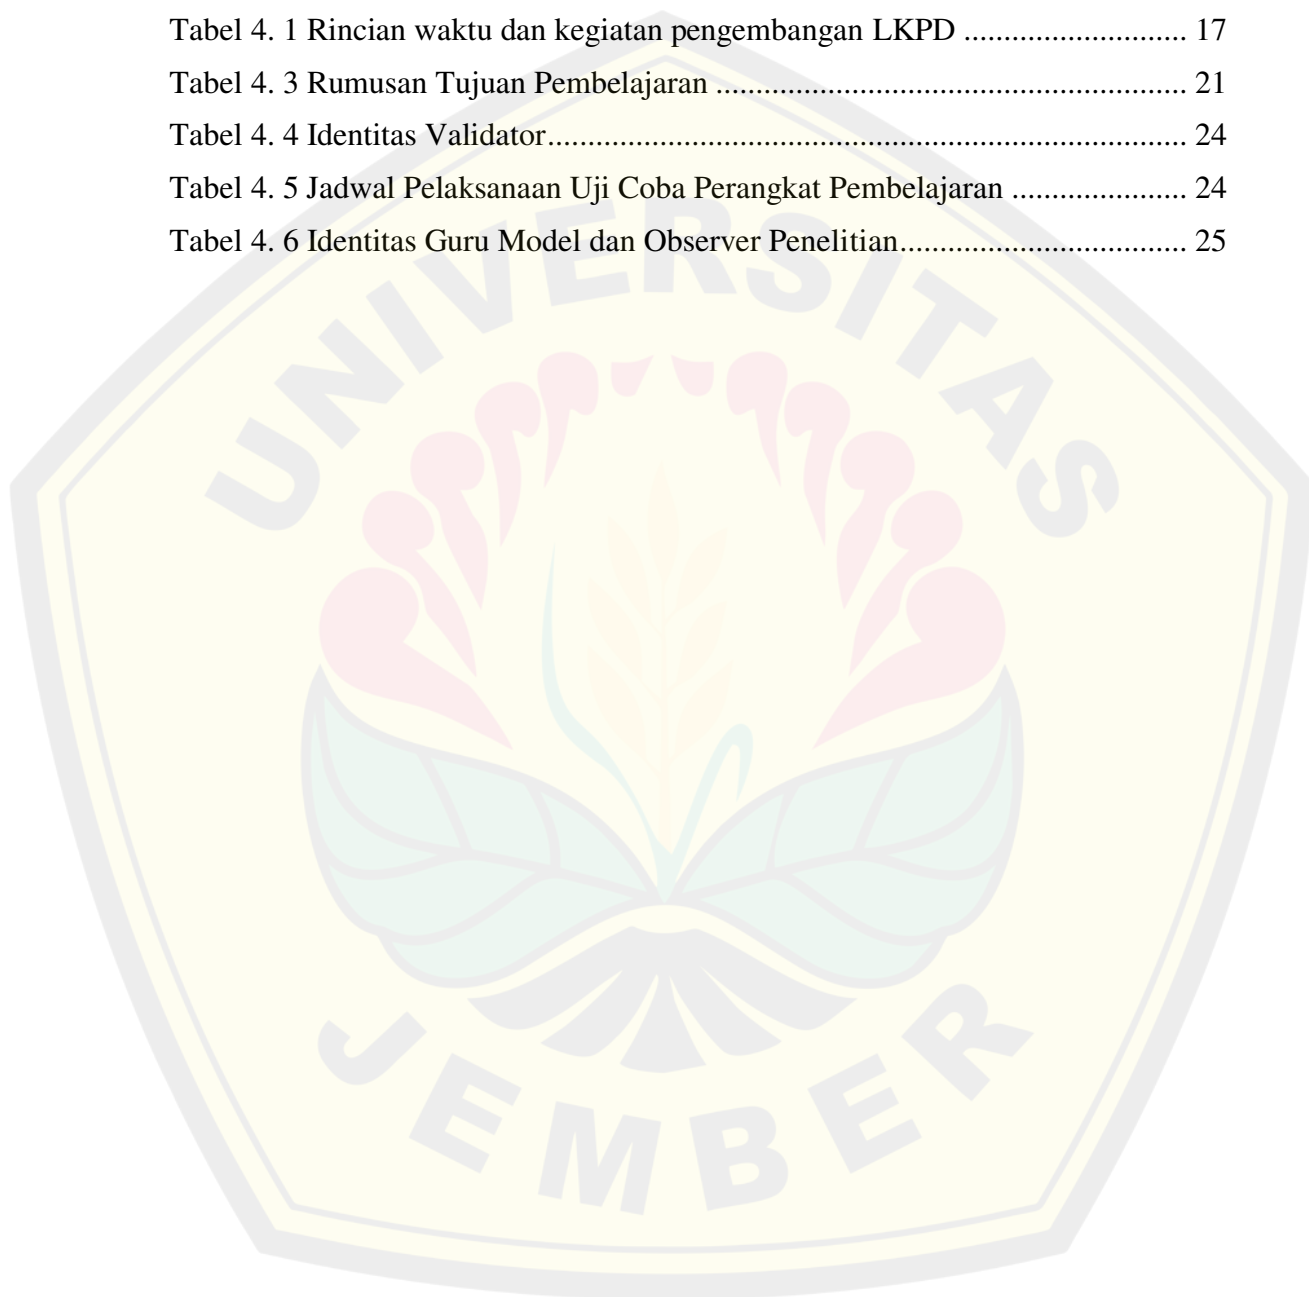 Tabel 4. 1 Rincian waktu dan kegiatan pengembangan LKPD ........................... 17
Tabel 4. 3 Rumusan Tujuan Pembelajaran ......................................................... 21
Tabel 4. 4 Identitas Validator............................................................................. 24
Tabel 4. 5 Jadwal Pelaksanaan Uji Coba Perangkat Pembelajaran ..................... 24
Tabel 4. 6 Identitas Guru Model dan Observer Penelitian................................... 25
UNIVERSITAS
JEMBER